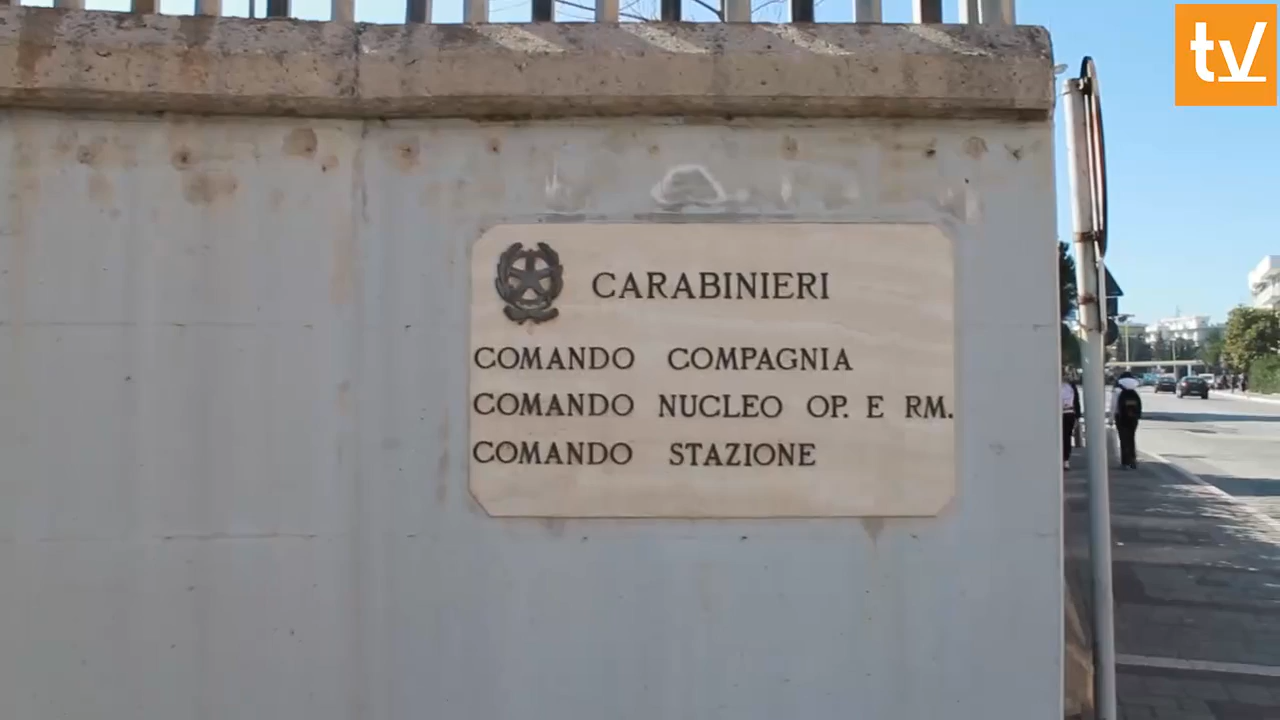 tv
CARABINIERI
COMANDO COMPAGNIA
COMANDO NUCLEO OP. E RM.
COMANDO STAZIONE